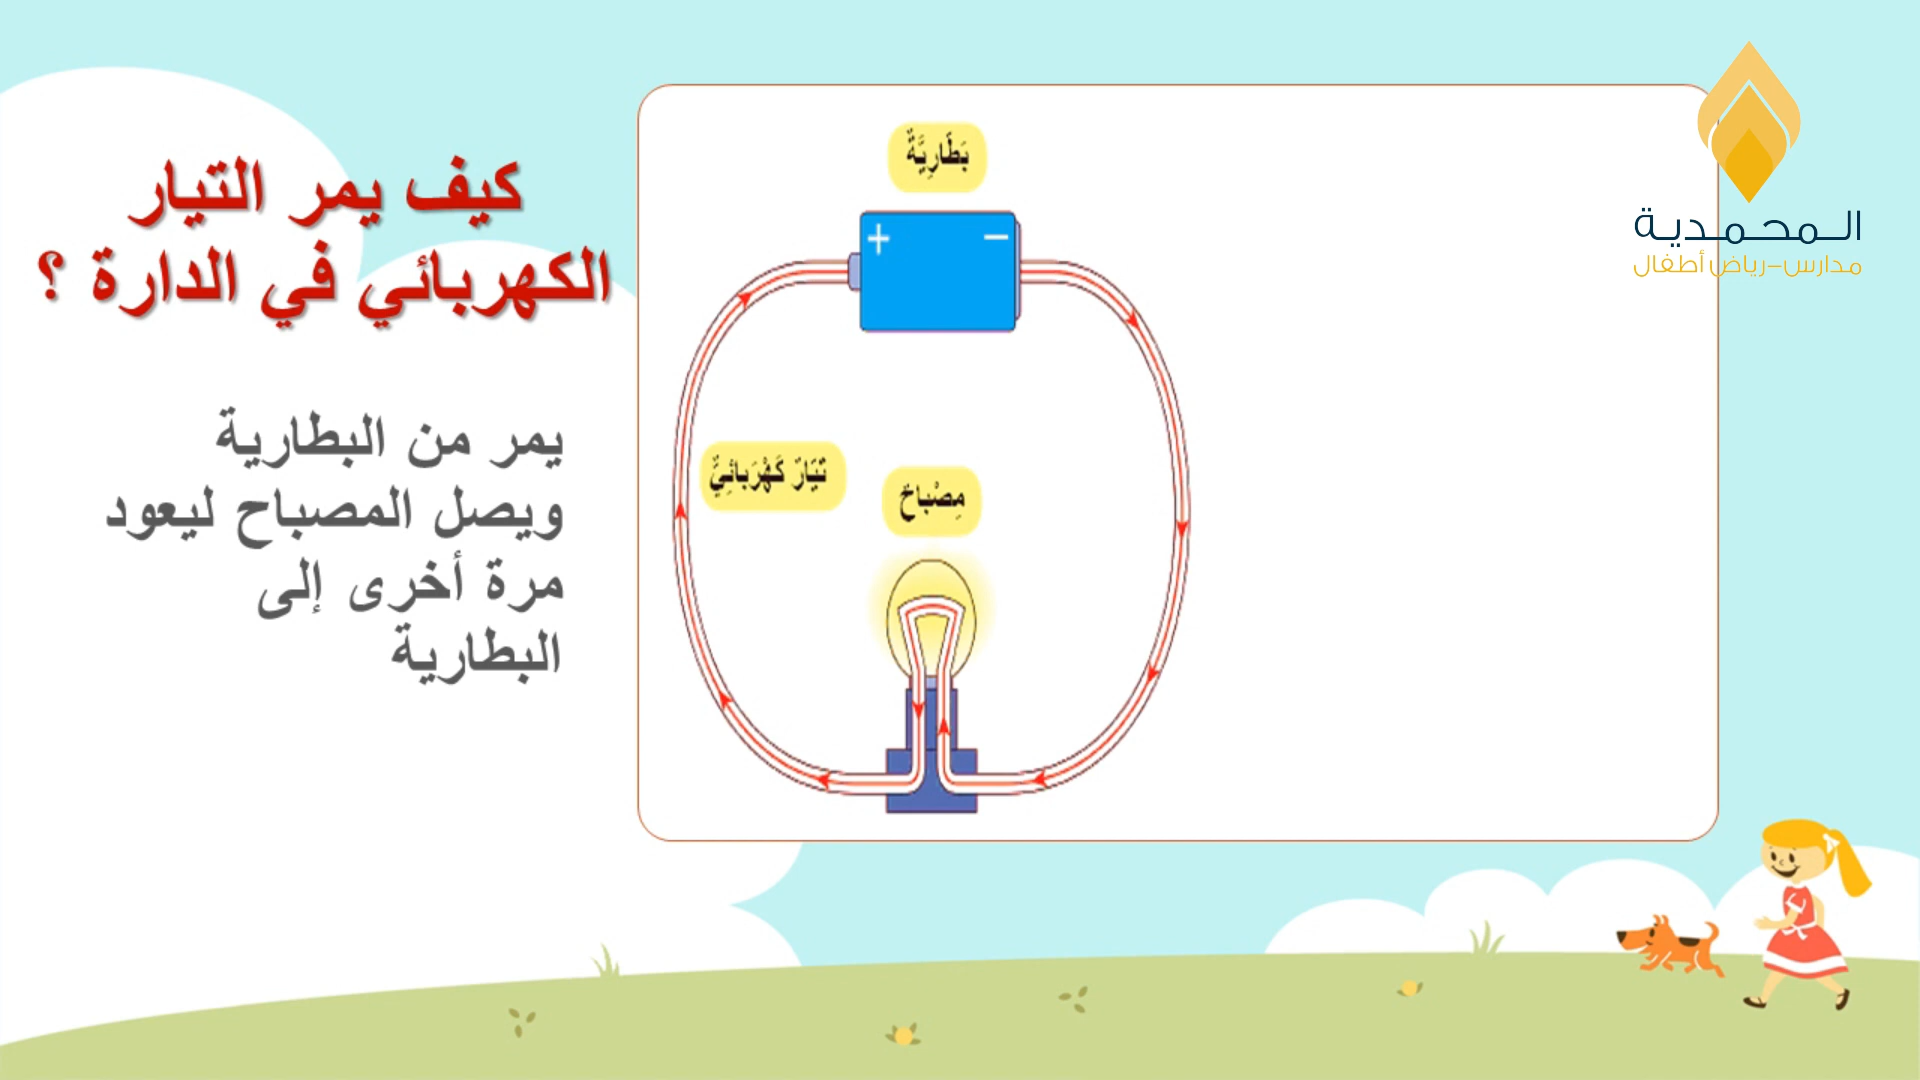 المحمدية
مدارس-رياض أطفال
كيف يمر التيار
الكهربائي في الدارة ؟
يمر من البطارية
ويصل المصباح ليعود
مرة أخرى إلى
البطارية
بَطّارِيَّةٌ
+ −
تَيّارٌ كَهْرَبائِيٌّ
مِصْباحٌ